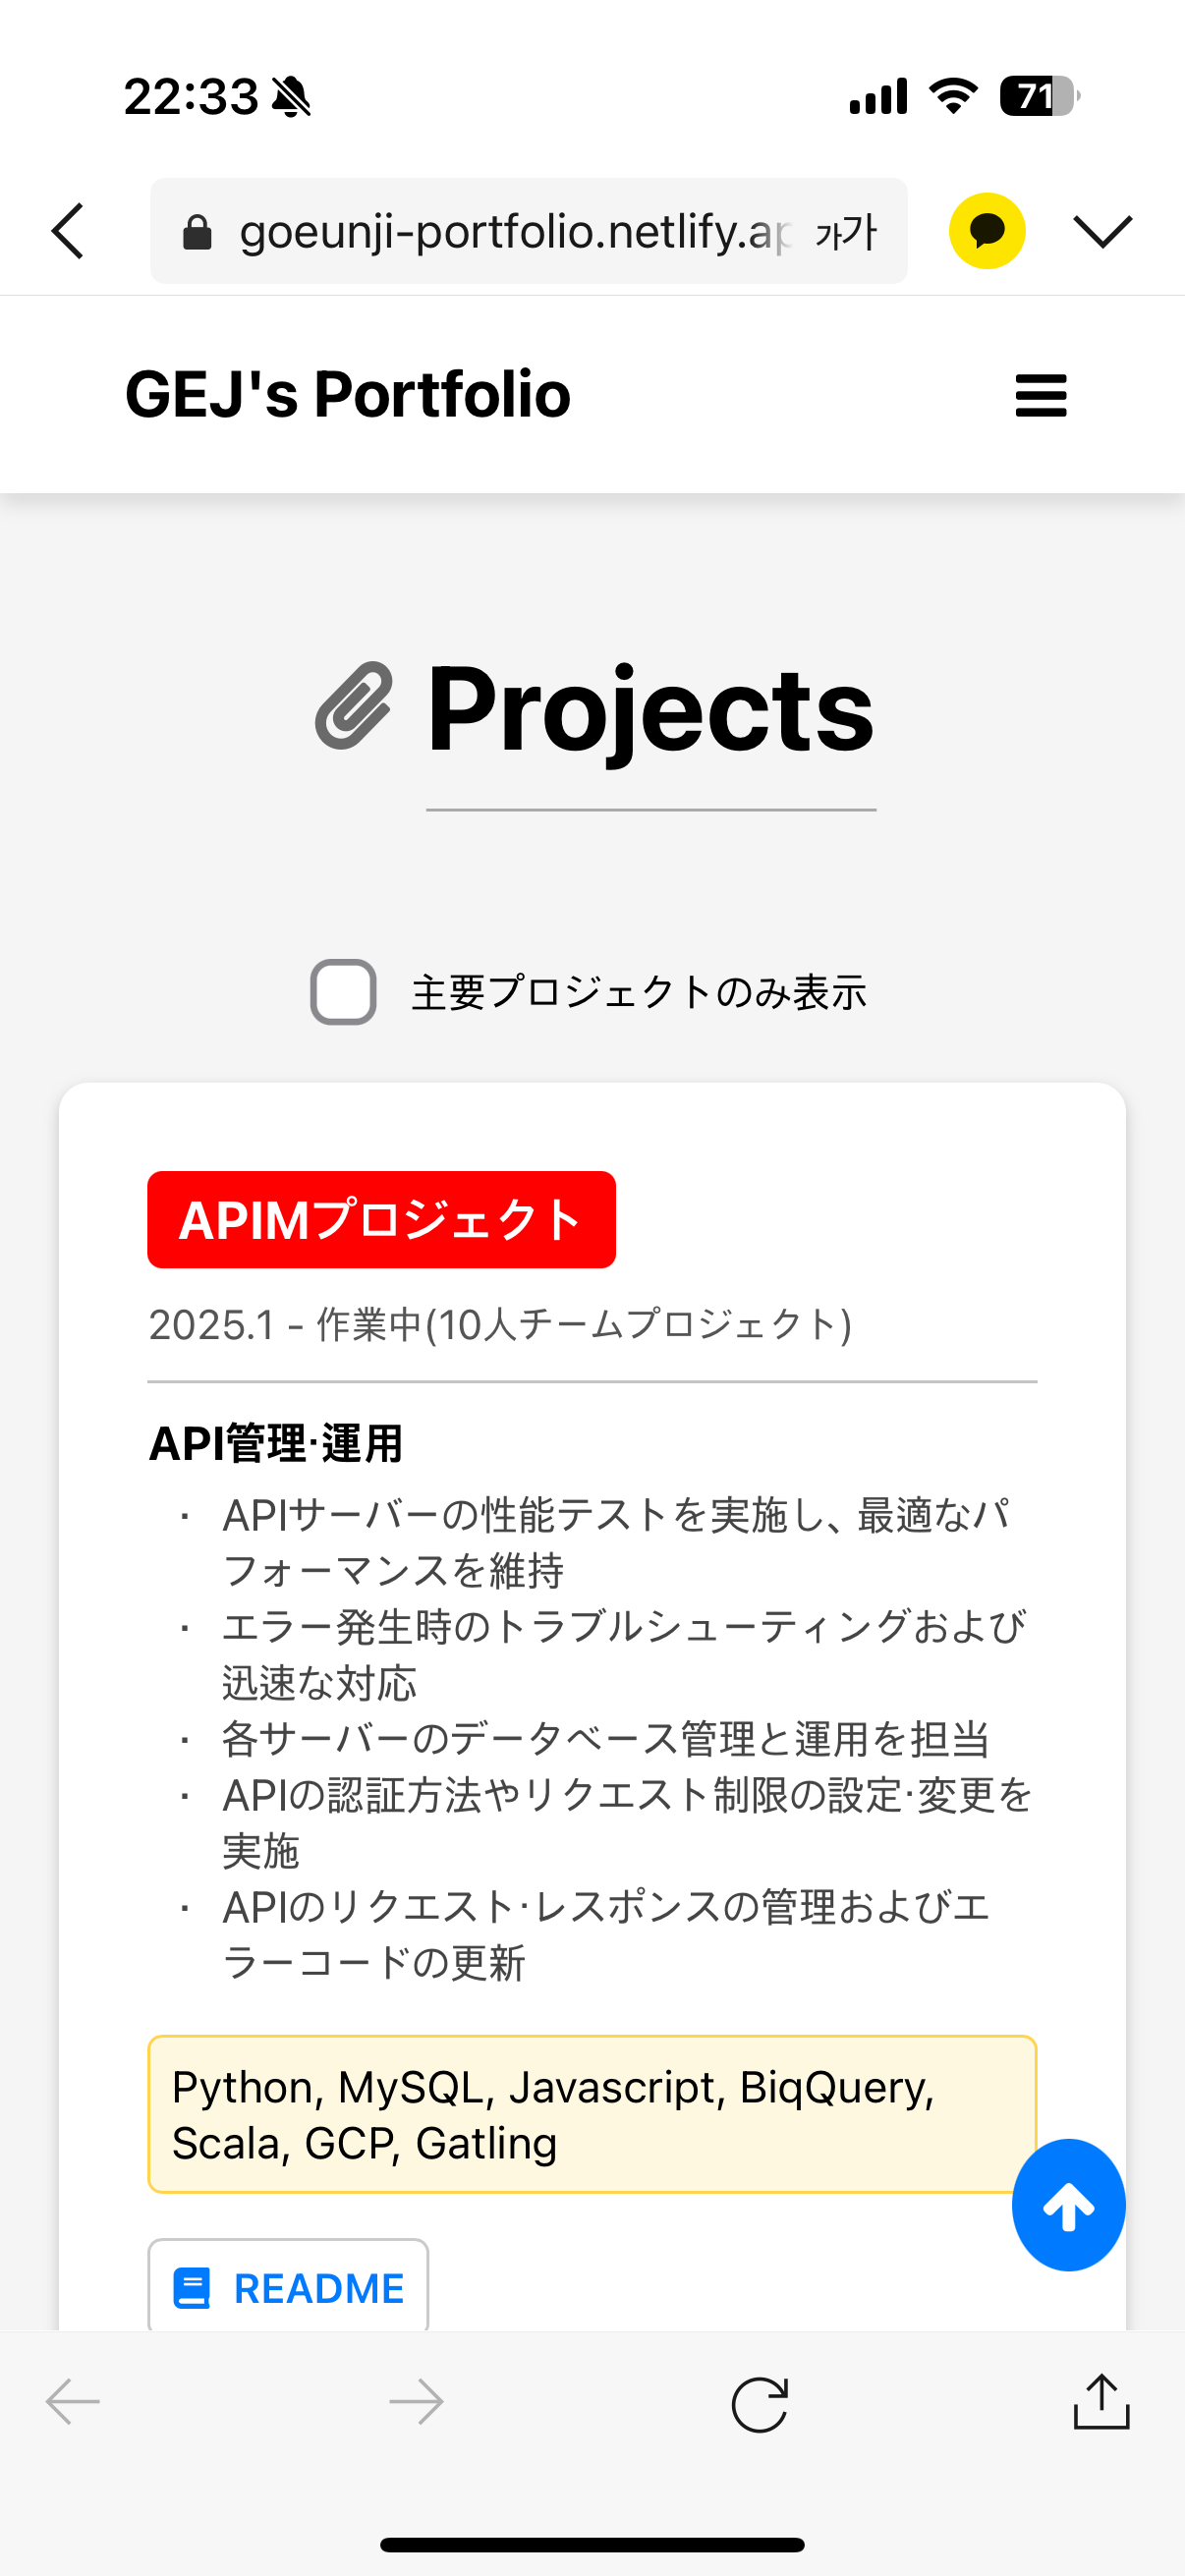 22:33
71
goeunji-portfolio.netlify.ap
가가
GEJ's Portfolio
Projects
主要プロジェクトのみ表示
APIMプロジェクト
2025.1 - 作業中(10人チームプロジェクト)
API管理·運用
· APIサーバーの性能テストを実施し、最適なパ
フォーマンスを維持
· エラー発生時のトラブルシューティングおよび
迅速な対応
· 各サーバーのデータベース管理と運用を担当
· APIの認証方法やリクエスト制限の設定·変更を
実施
· APIのリクエスト·レスポンスの管理およびエ
ラーコードの更新
Python, MySQL, Javascript, BiqQuery,
Scala, GCP, Gatling
README